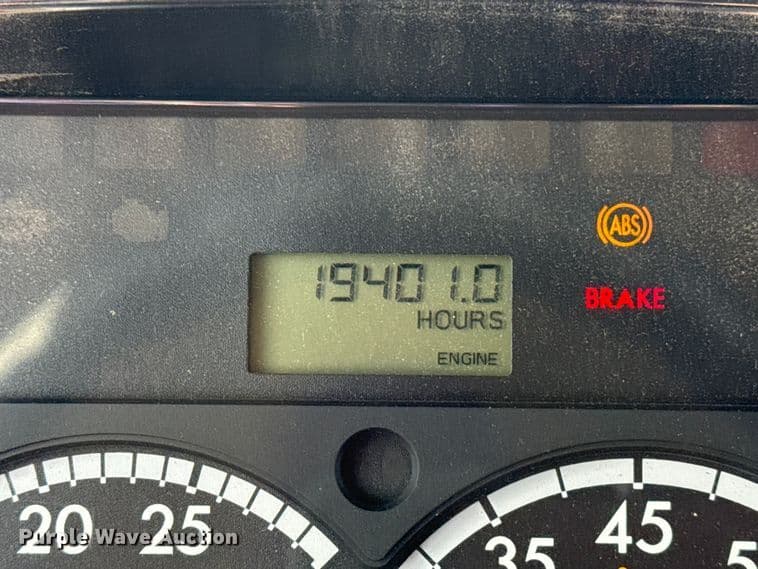 19401.0
HOURS
ENGINE
ABS
BRAKE
20 25
35 45
Purple Wave Auction